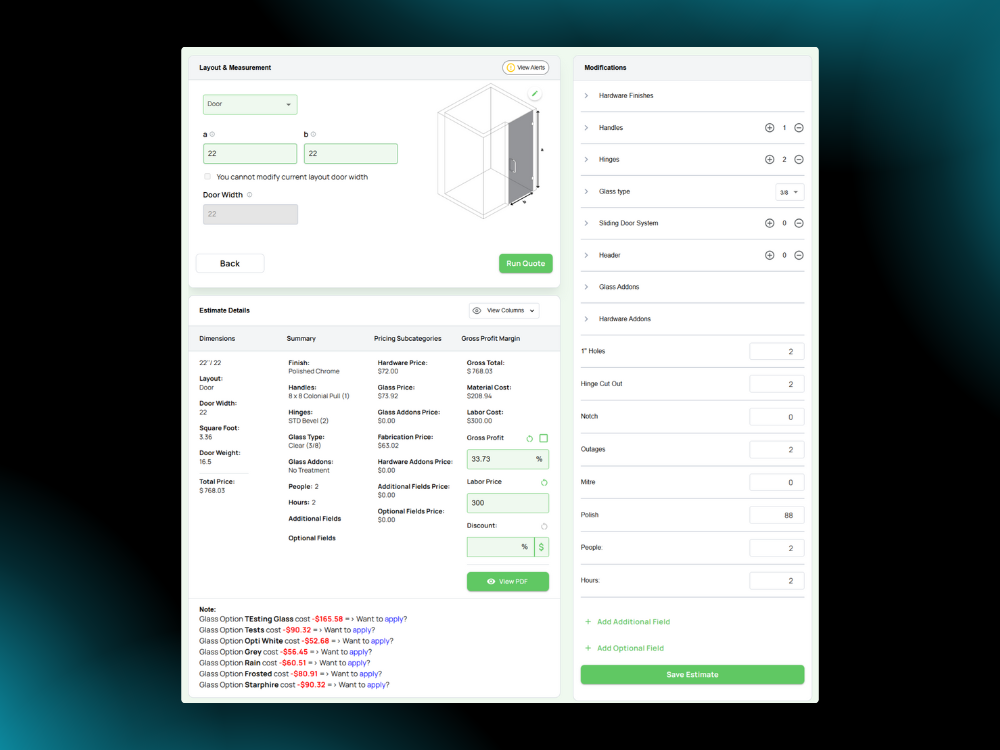 Layout & Measurement
View Alerts
Door
a
b
22
22
You cannot modify current layout door width
Door Width
22
Back
Run Quote
a
b
Estimate Details
View Columns
Dimensions
Summary
Pricing Subcategories
Gross Profit Margin
22"/ 22
Layout:
Door
Door Width:
22
Square Foot:
3.36
Door Weight:
16.5
Total Price:
$ 768.03
Finish:
Polished Chrome
Handles:
8 x 8 Colonial Pull (1)
Hinges:
STD Bevel (2)
Glass Type:
Clear (3/8)
Glass Addons:
No Treatment
People: 2
Hours: 2
Additional Fields
Optional Fields
Hardware Price:
$72.00
Glass Price:
$73.92
Glass Addons Price:
$0.00
Fabrication Price:
$63.02
Hardware Addons Price:
$0.00
Additional Fields Price:
$0.00
Optional Fields Price:
$0.00
Gross Total:
$ 768.03
Material Cost:
$208.94
Labor Cost:
$300.00
Gross Profit
33.73 %
Labor Price
300
Discount:
% $
View PDF
Note:
Glass Option TEsting Glass cost -$165.58 => Want to apply?
Glass Option Tests cost -$90.32 => Want to apply?
Glass Option Opti White cost -$52.68 => Want to apply?
Glass Option Grey cost -$56.45 => Want to apply?
Glass Option Rain cost -$60.51 => Want to apply?
Glass Option Frosted cost -$80.91 => Want to apply?
Glass Option Starphire cost -$90.32 => Want to apply?
Modifications
Hardware Finishes
Handles 1
Hinges 2
Glass type 3/8
Sliding Door System 0
Header 0
Glass Addons
Hardware Addons
1" Holes 2
Hinge Cut Out 2
Notch 0
Outages 2
Mitre 0
Polish 88
People: 2
Hours: 2
+ Add Additional Field
+ Add Optional Field
Save Estimate